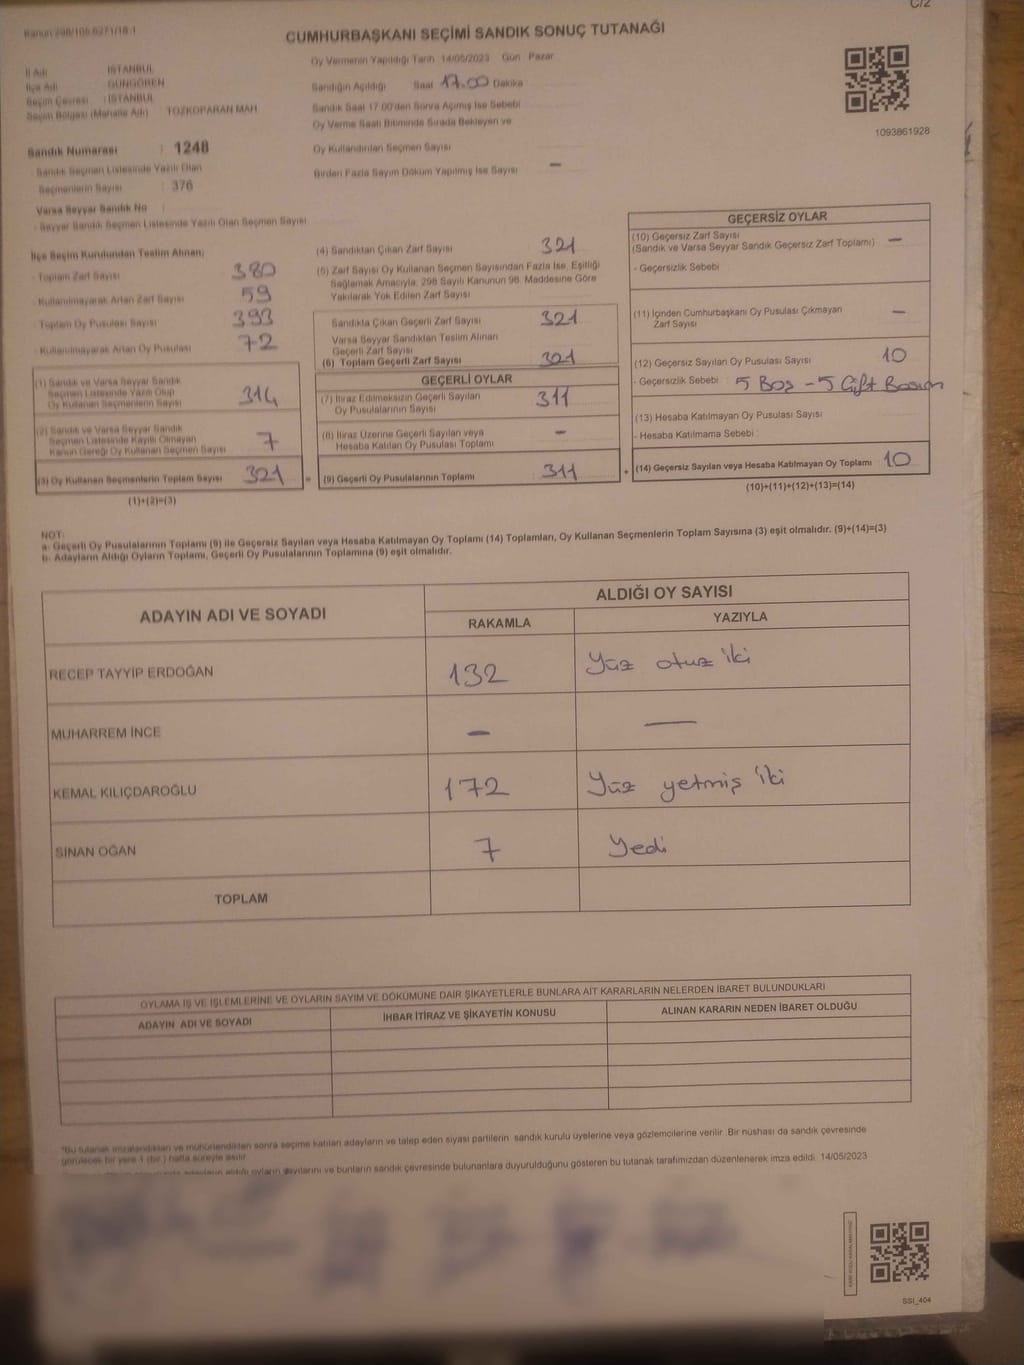 C/2
Kanun 298/105 6271/18-1
CUMHURBAŞKANI SEÇİMİ SANDIK SONUÇ TUTANAĞI
Oy Vermenin Yapıldığı Tarih 14/05/2023 Gün Pazar
İl Adı : İSTANBUL
İlçe Adı : GÜNGÖREN
Seçim Çevresi : İSTANBUL
Seçim Bölgesi (Mahalle Adı) : TOZKOPARAN MAH.
Sandığın Açıldığı Saat 17.00 Dakika
Sandık Saat 17.00'den Sonra Açılmış İse Sebebi
Oy Verme Saati Bitiminde Sırada Bekleyen ve
Oy Kullandırılan Seçmen Sayısı
Birden Fazla Sayım Döküm Yapılmış İse Sayısı –
1093861928
Sandık Numarası : 1248
- Sandık Seçmen Listesinde Yazılı Olan
Seçmenlerin Sayısı : 376
Varsa Seyyar Sandık No
- Seyyar Sandık Seçmen Listesinde Yazılı Olan Seçmen Sayısı
İlçe Seçim Kurulundan Teslim Alınan;
- Toplam Zarf Sayısı 380
- Kullanılmayarak Artan Zarf Sayısı 59
- Toplam Oy Pusulası Sayısı 393
- Kullanılmayarak Artan Oy Pusulası 72
(1) Sandık ve Varsa Seyyar Sandık
Seçmen Listesinde Yazılı Olup
Oy Kullanan Seçmenlerin Sayısı 314
(2) Sandık ve Varsa Seyyar Sandık
Seçmen Listesinde Kayıtlı Olmayan
Kanun Gereği Oy Kullanan Seçmen Sayısı 7
(3) Oy Kullanan Seçmenlerin Toplam Sayısı 321
(1)+(2)=(3)
(4) Sandıktan Çıkan Zarf Sayısı 321
(5) Zarf Sayısı Oy Kullanan Seçmen Sayısından Fazla İse, Eşitliği
Sağlamak Amacıyla; 298 Sayılı Kanunun 98. Maddesine Göre
Yakılarak Yok Edilen Zarf Sayısı
Sandıkta Çıkan Geçerli Zarf Sayısı 321
Varsa Seyyar Sandıktan Teslim Alınan
Geçerli Zarf Sayısı
(6) Toplam Geçerli Zarf Sayısı 321
GEÇERLİ OYLAR
(7) İtiraz Edilmeksizin Geçerli Sayılan
Oy Pusulalarının Sayısı 311
(8) İtiraz Üzerine Geçerli Sayılan veya
Hesaba Katılan Oy Pusulası Toplamı –
= (9) Geçerli Oy Pusulalarının Toplamı 311
GEÇERSİZ OYLAR
(10) Geçersiz Zarf Sayısı
(Sandık ve Varsa Seyyar Sandık Geçersiz Zarf Toplamı) –
- Geçersizlik Sebebi
(11) İçinden Cumhurbaşkanı Oy Pusulası Çıkmayan
Zarf Sayısı –
(12) Geçersiz Sayılan Oy Pusulası Sayısı 10
- Geçersizlik Sebebi : 5 Boş - 5 Çift Basım
(13) Hesaba Katılmayan Oy Pusulası Sayısı
- Hesaba Katılmama Sebebi :
+ (14) Geçersiz Sayılan veya Hesaba Katılmayan Oy Toplamı 10
(10)+(11)+(12)+(13)=(14)
NOT:
a- Geçerli Oy Pusulalarının Toplamı (9) ile Geçersiz Sayılan veya Hesaba Katılmayan Oy Toplamı (14) Toplamları, Oy Kullanan Seçmenlerin Toplam Sayısına (3) eşit olmalıdır. (9)+(14)=(3)
b- Adayların Aldığı Oyların Toplamı, Geçerli Oy Pusulalarının Toplamına (9) eşit olmalıdır.
ADAYIN ADI VE SOYADI
ALDIĞI OY SAYISI
RAKAMLA YAZIYLA
RECEP TAYYİP ERDOĞAN 132 Yüz otuz iki
MUHARREM İNCE – —
KEMAL KILIÇDAROĞLU 172 Yüz yetmiş iki
SİNAN OĞAN 7 Yedi
TOPLAM
OYLAMA İŞ VE İŞLEMLERİNE VE OYLARIN SAYIM VE DÖKÜMÜNE DAİR ŞİKAYETLERLE BUNLARA AİT KARARLARIN NELERDEN İBARET BULUNDUKLARI
ADAYIN ADI VE SOYADI İHBAR İTİRAZ VE ŞİKAYETİN KONUSU ALINAN KARARIN NEDEN İBARET OLDUĞU
*Bu tutanak imzalandıktan ve mühürlendikten sonra seçime katılan adayların ve talep eden siyasi partilerin sandık kurulu üyelerine veya gözlemcilerine verilir. Bir nüshası da sandık çevresinde
görülecek bir yere 1 (bir) hafta süreyle asılır.
oyların sayılarını ve bunların sandık çevresinde bulunanlara duyurulduğunu gösteren bu tutanak tarafımızdan düzenlenerek imza edildi. 14/05/2023
SSI_404